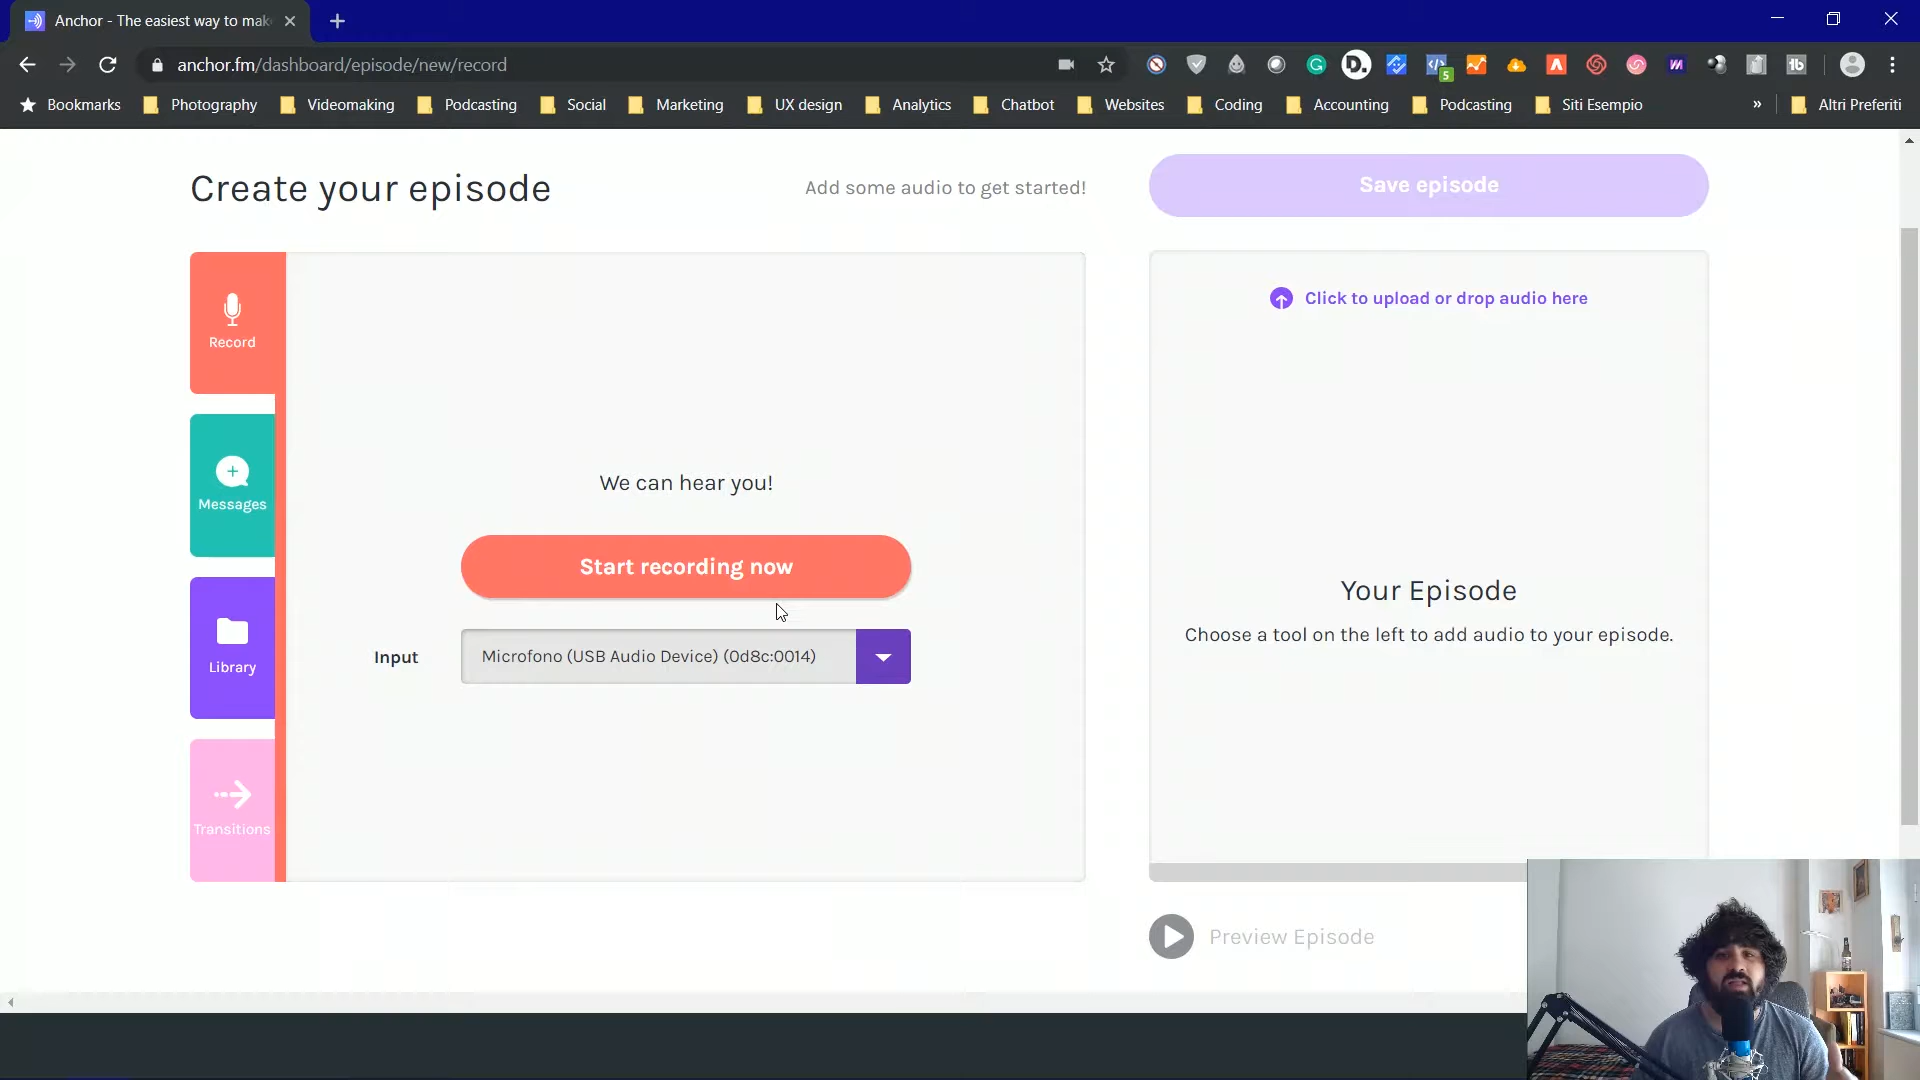 Anchor - The easiest way to mak
anchor.fm/dashboard/episode/new/record
5
Bookmarks Photography Videomaking Podcasting Social Marketing UX design Analytics Chatbot Websites Coding Accounting Podcasting Siti Esempio » Altri Preferiti
Create your episode
Add some audio to get started!
Save episode
Record
Messages
Library
Transitions
We can hear you!
Start recording now
Input
Microfono (USB Audio Device) (0d8c:0014)
Click to upload or drop audio here
Your Episode
Choose a tool on the left to add audio to your episode.
Preview Episode